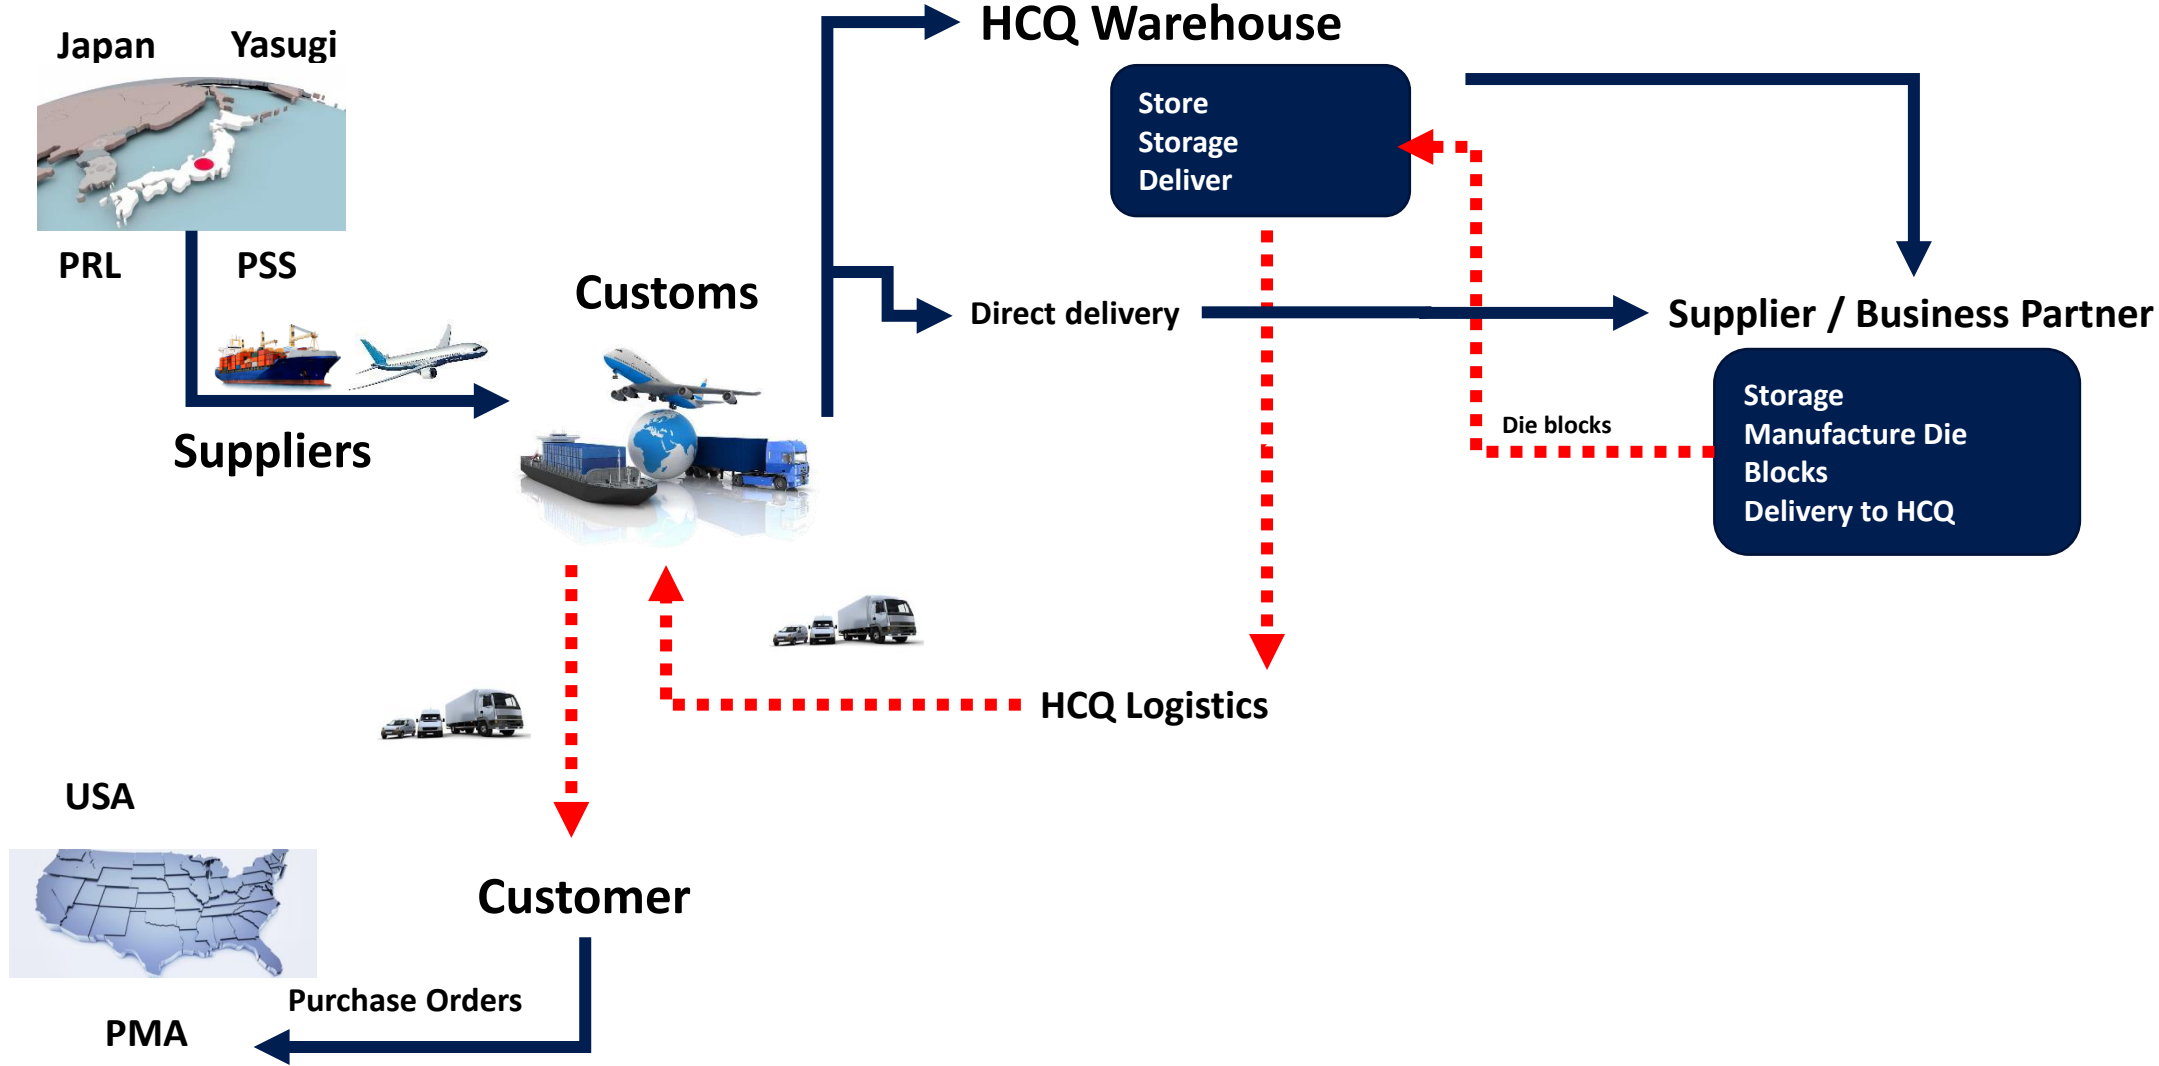 HCQ Warehouse
Japan
Yasugi
Store
Storage
Deliver
PRL
PSS
Customs
Direct delivery
Supplier / Business Partner
Storage
Manufacture Die
Blocks
Delivery to HCQ
Die blocks
Suppliers
HCQ Logistics
USA
Customer
Purchase Orders
PMA